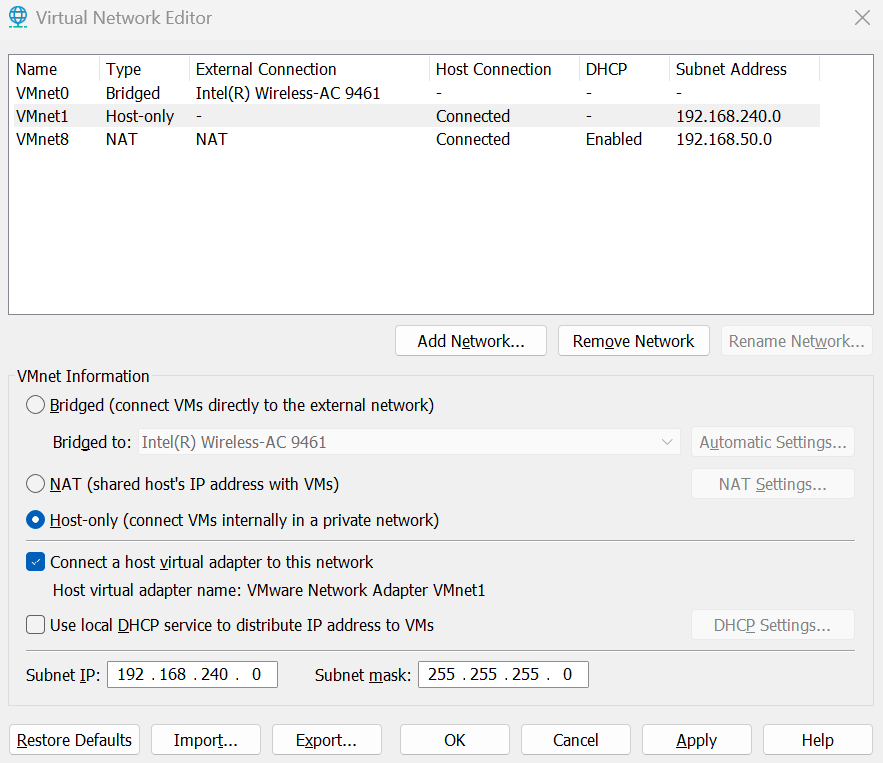 Virtual Network Editor
Name Type External Connection Host Connection DHCP Subnet Address
VMnet0 Bridged Intel(R) Wireless-AC 9461 - - -
VMnet1 Host-only - Connected - 192.168.240.0
VMnet8 NAT NAT Connected Enabled 192.168.50.0
Add Network... Remove Network Rename Network...
VMnet Information
Bridged (connect VMs directly to the external network)
Bridged to: Intel(R) Wireless-AC 9461 Automatic Settings...
NAT (shared host's IP address with VMs) NAT Settings...
Host-only (connect VMs internally in a private network)
Connect a host virtual adapter to this network
Host virtual adapter name: VMware Network Adapter VMnet1
Use local DHCP service to distribute IP address to VMs DHCP Settings...
Subnet IP: 192 . 168 . 240 . 0 Subnet mask: 255 . 255 . 255 . 0
Restore Defaults Import... Export... OK Cancel Apply Help